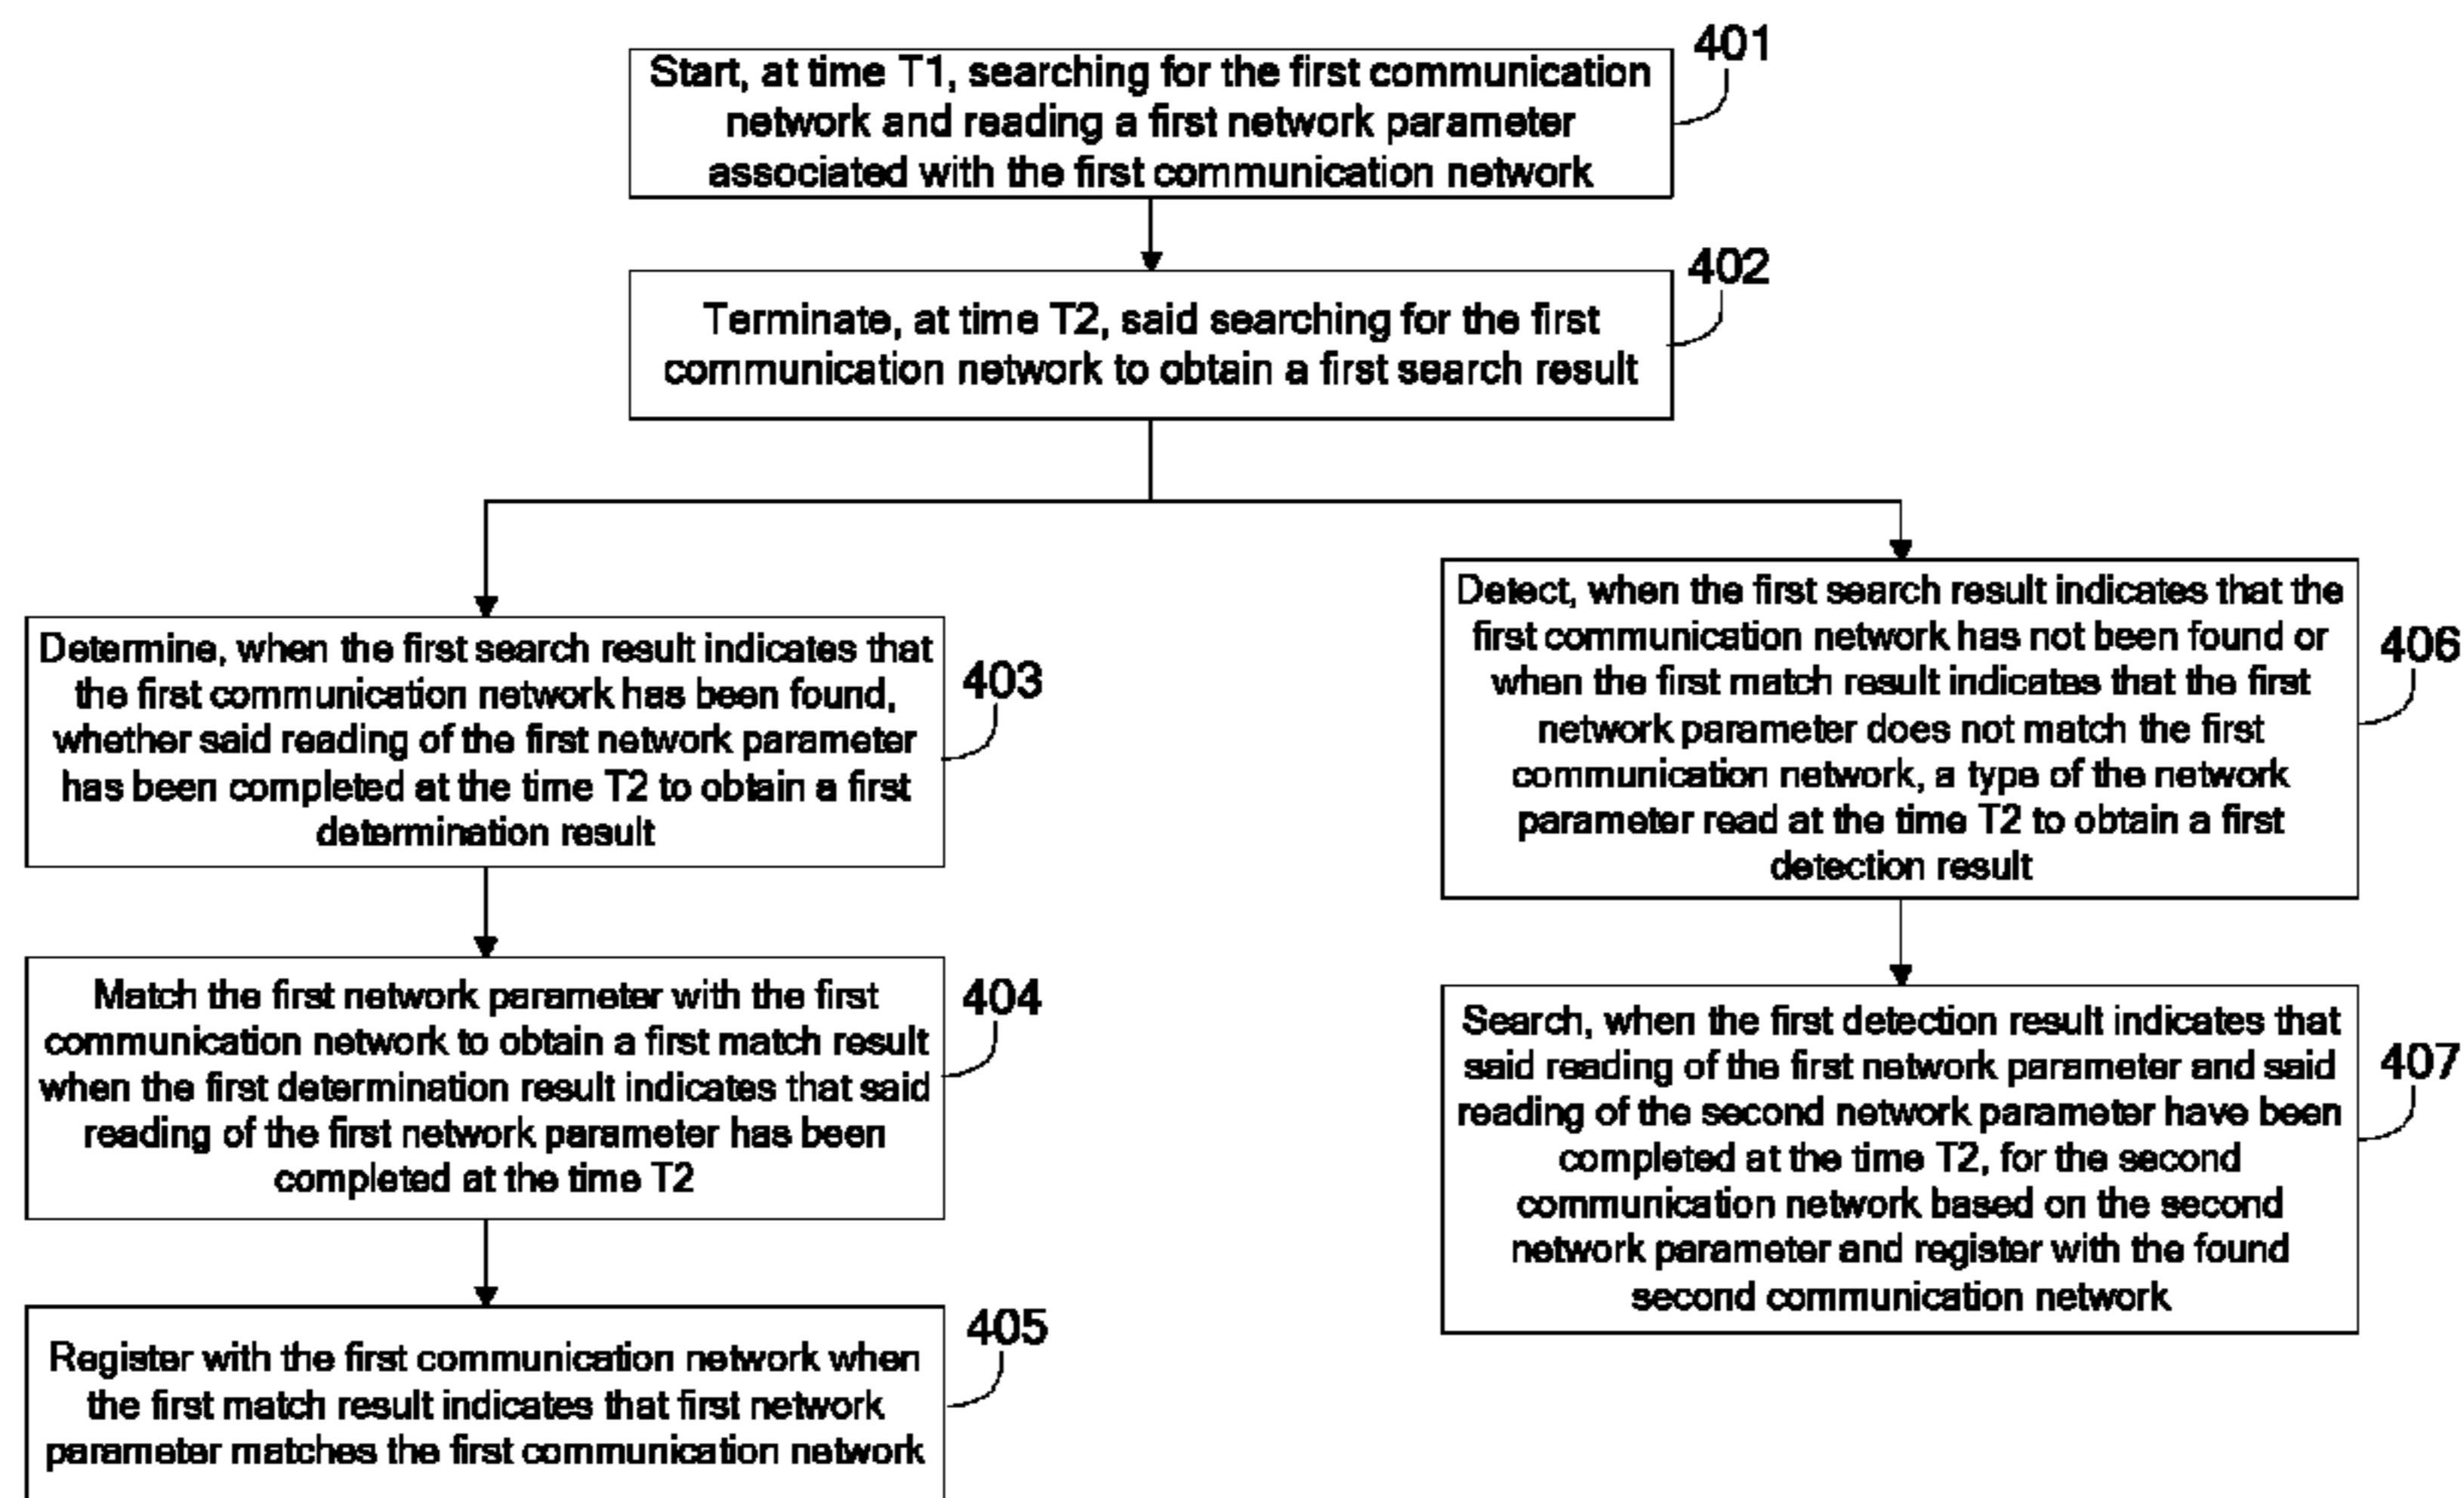 401
Start, at time T1, searching for the first communication
network and reading a first network parameter
associated with the first communication network
402
Terminate, at time T2, said searching for the first
communication network to obtain a first search result
403
Determine, when the first search result indicates that
the first communication network has been found,
whether said reading of the first network parameter
has been completed at the time T2 to obtain a first
determination result
404
Match the first network parameter with the first
communication network to obtain a first match result
when the first determination result indicates that said
reading of the first network parameter has been
completed at the time T2
405
Register with the first communication network when
the first match result indicates that first network
parameter matches the first communication network
406
Detect, when the first search result indicates that the
first communication network has not been found or
when the first match result indicates that the first
network parameter does not match the first
communication network, a type of the network
parameter read at the time T2 to obtain a first
detection result
407
Search, when the first detection result indicates that
said reading of the first network parameter and said
reading of the second network parameter have been
completed at the time T2, for the second
communication network based on the second
network parameter and register with the found
second communication network